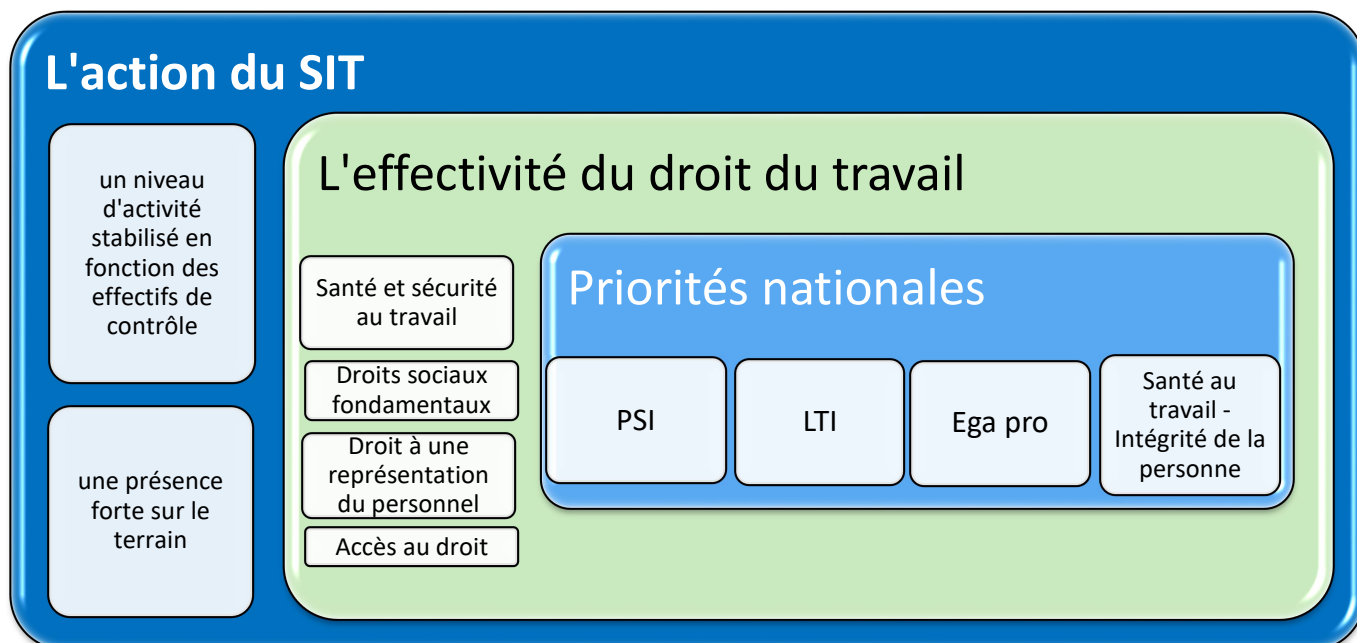 L'action du SIT
un niveau
d'activité
stabilisé en
fonction des
effectifs de
contrôle
une présence
forte sur le
terrain
L'effectivité du droit du travail
Santé et sécurité
au travail
Droits sociaux
fondamentaux
Droit à une
représentation
du personnel
Accès au droit
Priorités nationales
PSI
LTI
Ega pro
Santé au
travail -
Intégrité de la
personne